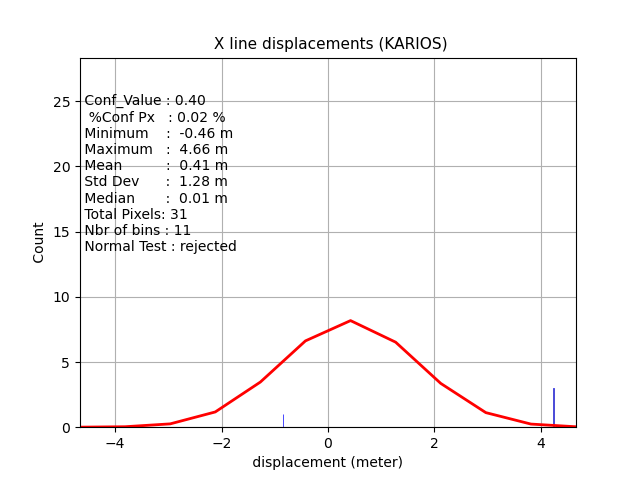 X line displacements (KARIOS)
Conf_Value : 0.40
%Conf Px : 0.02 %
Minimum : -0.46 m
Maximum : 4.66 m
Mean : 0.41 m
Std Dev : 1.28 m
Median : 0.01 m
Total Pixels: 31
Nbr of bins : 11
Normal Test : rejected
Count
25
20
15
10
5
0
−4 −2 0 2 4
displacement (meter)